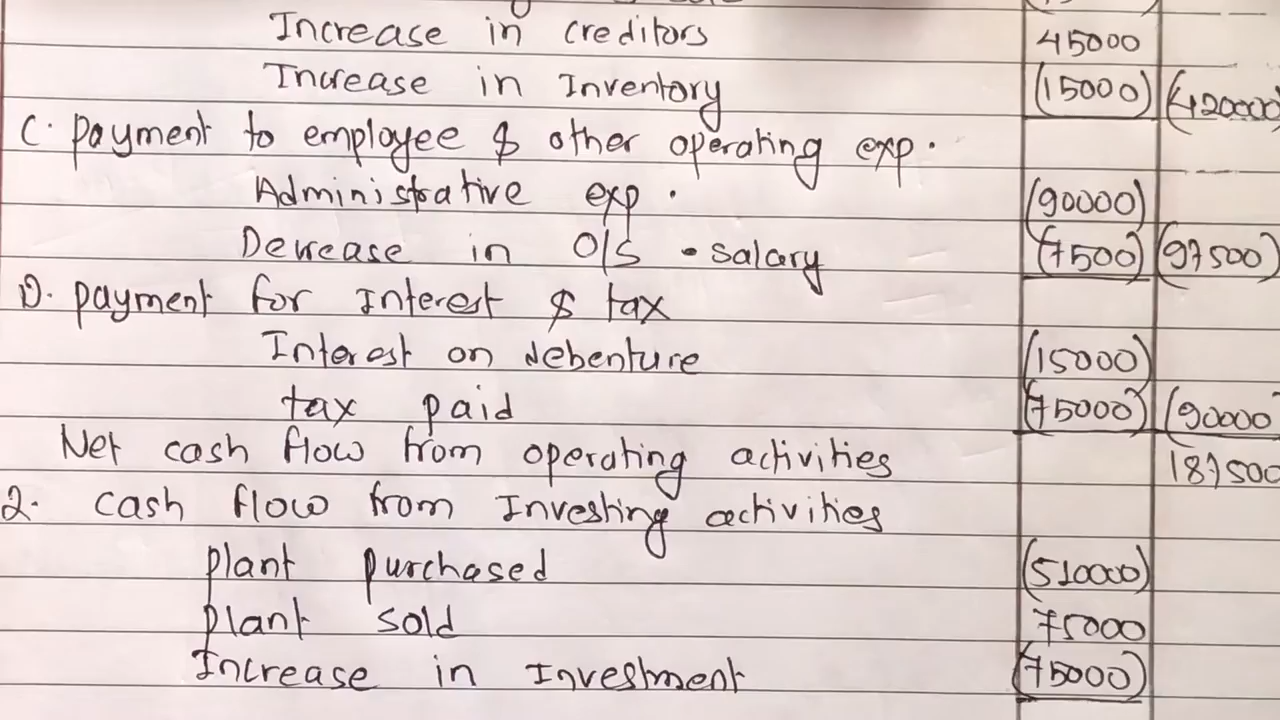 Increase in creditors 45000
Increase in Inventory (15000) (420000)
C. payment to employee & other operating exp.
Administrative exp. (90000)
Decrease in O/S - salary (7500) (97500)
D. payment for Interest & tax
Interest on debenture (15000)
tax paid (75000) (90000
Net cash flow from operating activities 187500
2. cash flow from Investing activities
plant purchased (510000)
plant sold 75000
Increase in Investment (75000)